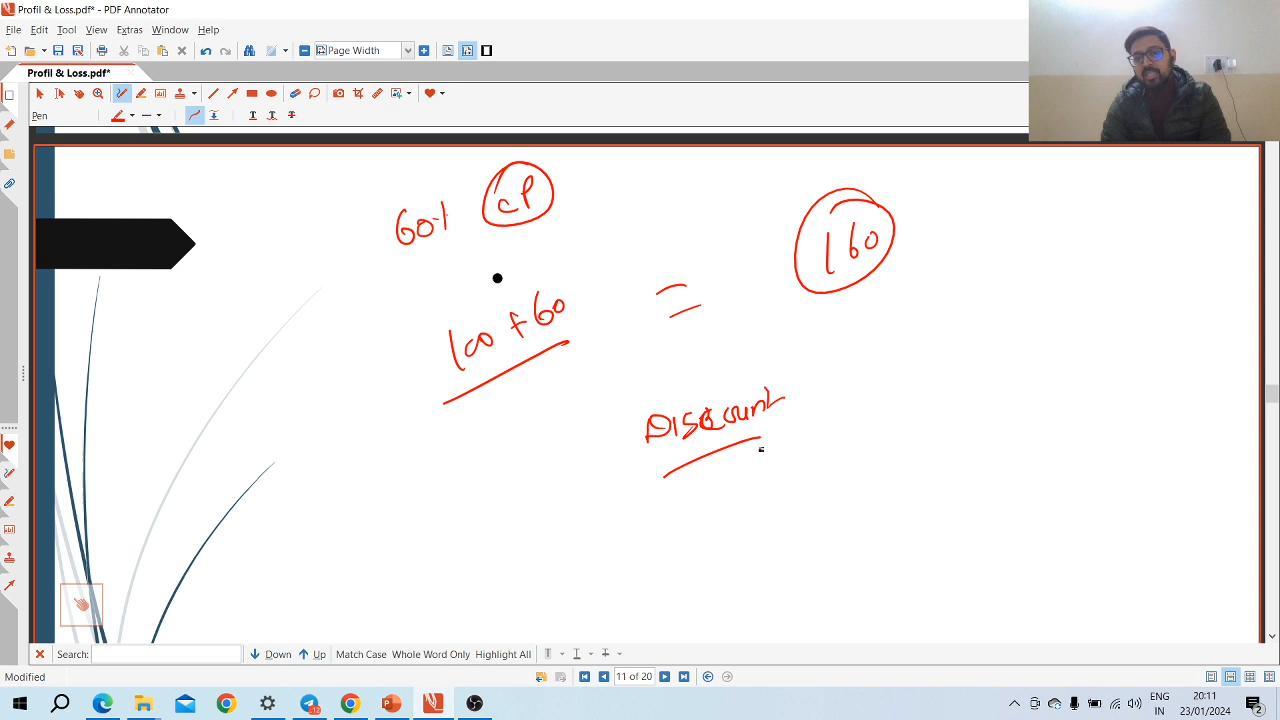 Profil & Loss.pdf* - PDF Annotator
File Edit Tool View Extras Window Help
Page Width
Profil & Loss.pdf*
Pen
60% CP
160
100 + 60 =
Discount
Search: Down Up Match Case Whole Word Only Highlight All
Modified
11 of 20
12
ENG
IN
20:11
23/01/2024
2